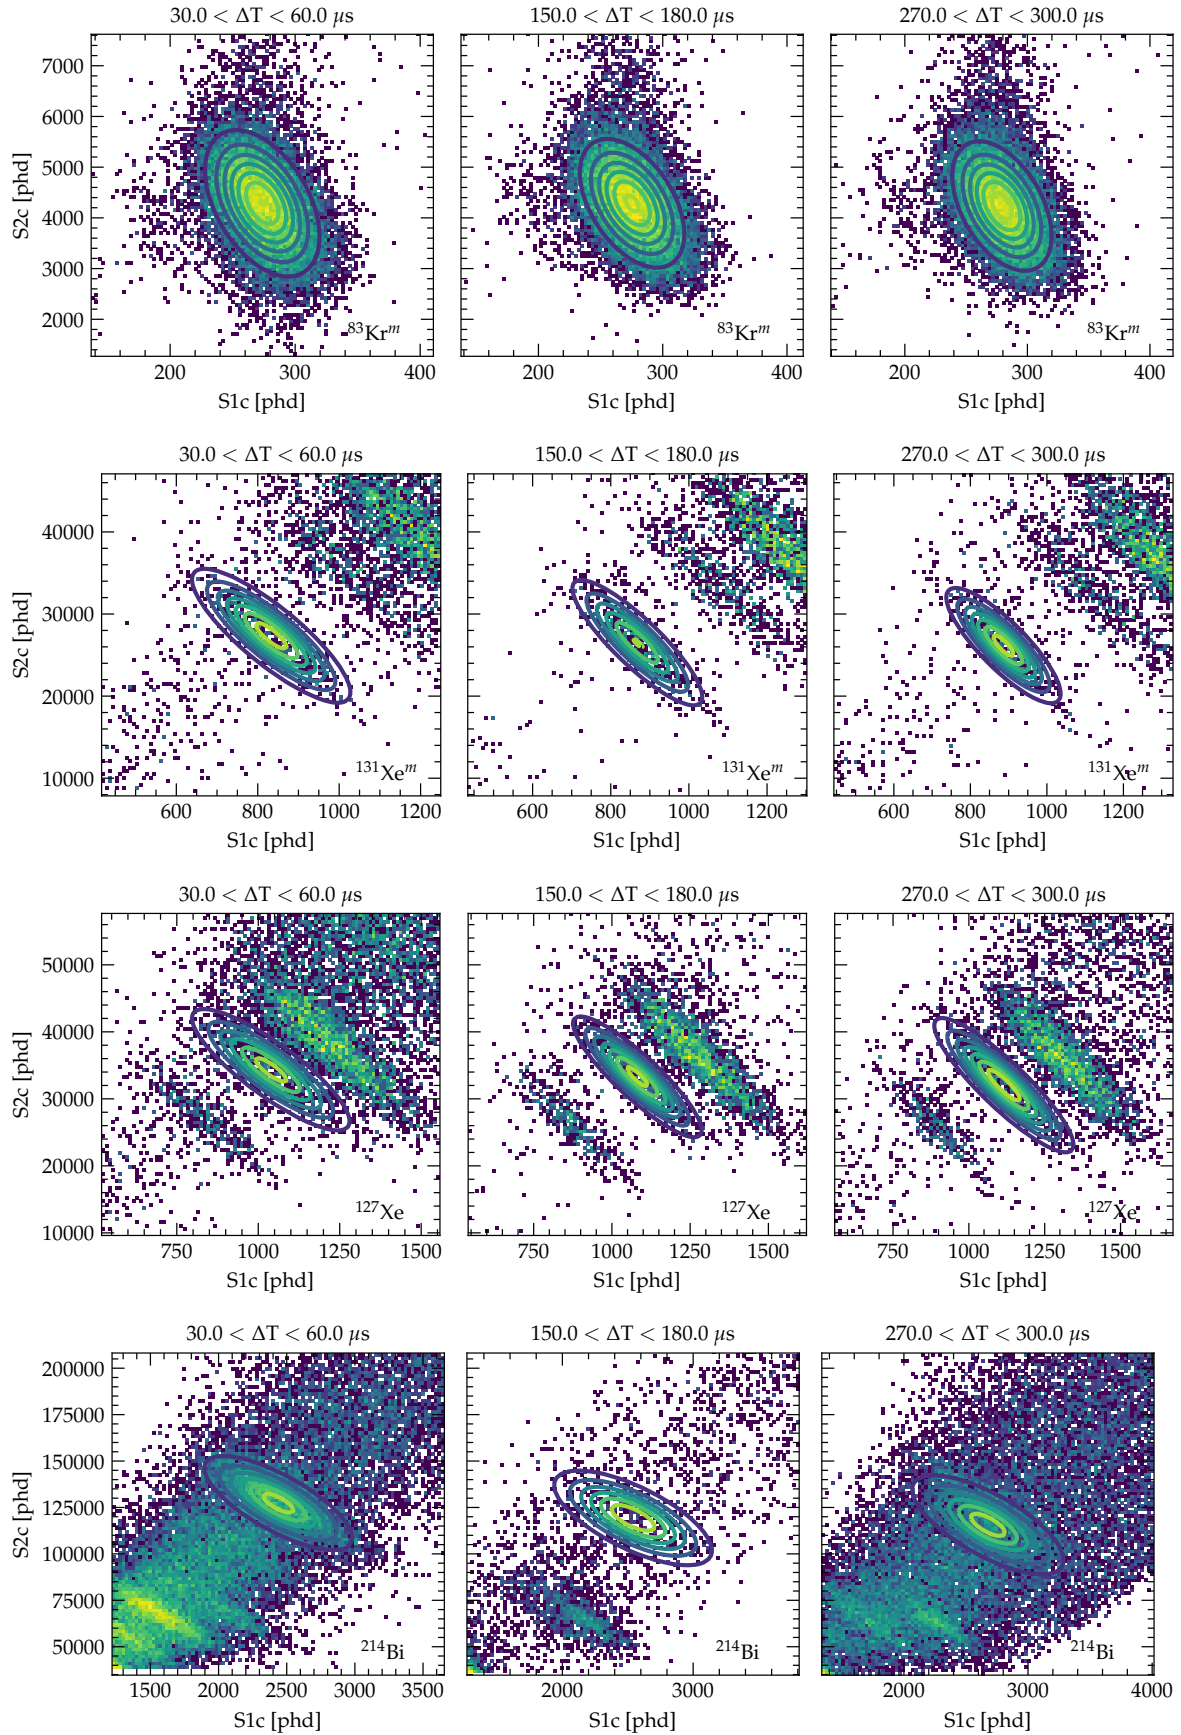 30.0 < ΔT < 60.0 μs
150.0 < ΔT < 180.0 μs
270.0 < ΔT < 300.0 μs
S2c [phd]
7000
6000
5000
4000
3000
2000
⁸³Krᵐ
⁸³Krᵐ
⁸³Krᵐ
200 300 400
200 300 400
200 300 400
S1c [phd]
S1c [phd]
S1c [phd]
30.0 < ΔT < 60.0 μs
150.0 < ΔT < 180.0 μs
270.0 < ΔT < 300.0 μs
S2c [phd]
40000
30000
20000
10000
¹³¹Xeᵐ
¹³¹Xeᵐ
¹³¹Xeᵐ
600 800 1000 1200
600 800 1000 1200
600 800 1000 1200
S1c [phd]
S1c [phd]
S1c [phd]
30.0 < ΔT < 60.0 μs
150.0 < ΔT < 180.0 μs
270.0 < ΔT < 300.0 μs
S2c [phd]
50000
40000
30000
20000
10000
¹²⁷Xe
¹²⁷Xe
¹²⁷Xe
750 1000 1250 1500
750 1000 1250 1500
750 1000 1250 1500
S1c [phd]
S1c [phd]
S1c [phd]
30.0 < ΔT < 60.0 μs
150.0 < ΔT < 180.0 μs
270.0 < ΔT < 300.0 μs
S2c [phd]
200000
175000
150000
125000
100000
75000
50000
²¹⁴Bi
²¹⁴Bi
²¹⁴Bi
1500 2000 2500 3000 3500
2000 3000
2000 3000 4000
S1c [phd]
S1c [phd]
S1c [phd]